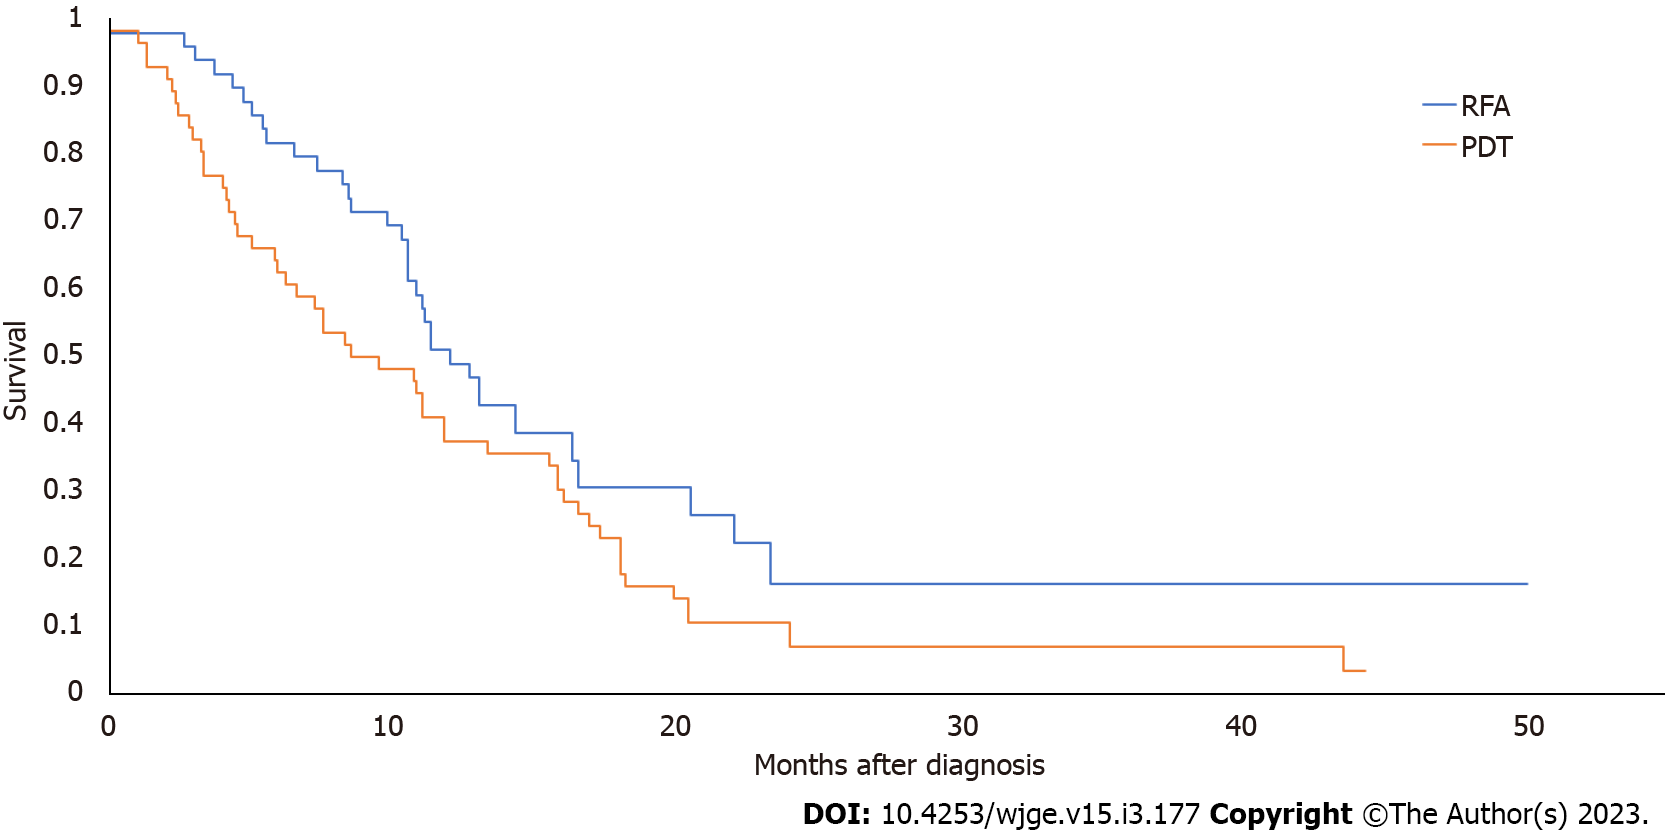 1
0.9
0.8
0.7
0.6
0.5
0.4
0.3
0.2
0.1
0
Survival
RFA
PDT
0 10 20 30 40 50
Months after diagnosis
DOI: 10.4253/wjge.v15.i3.177 Copyright ©The Author(s) 2023.